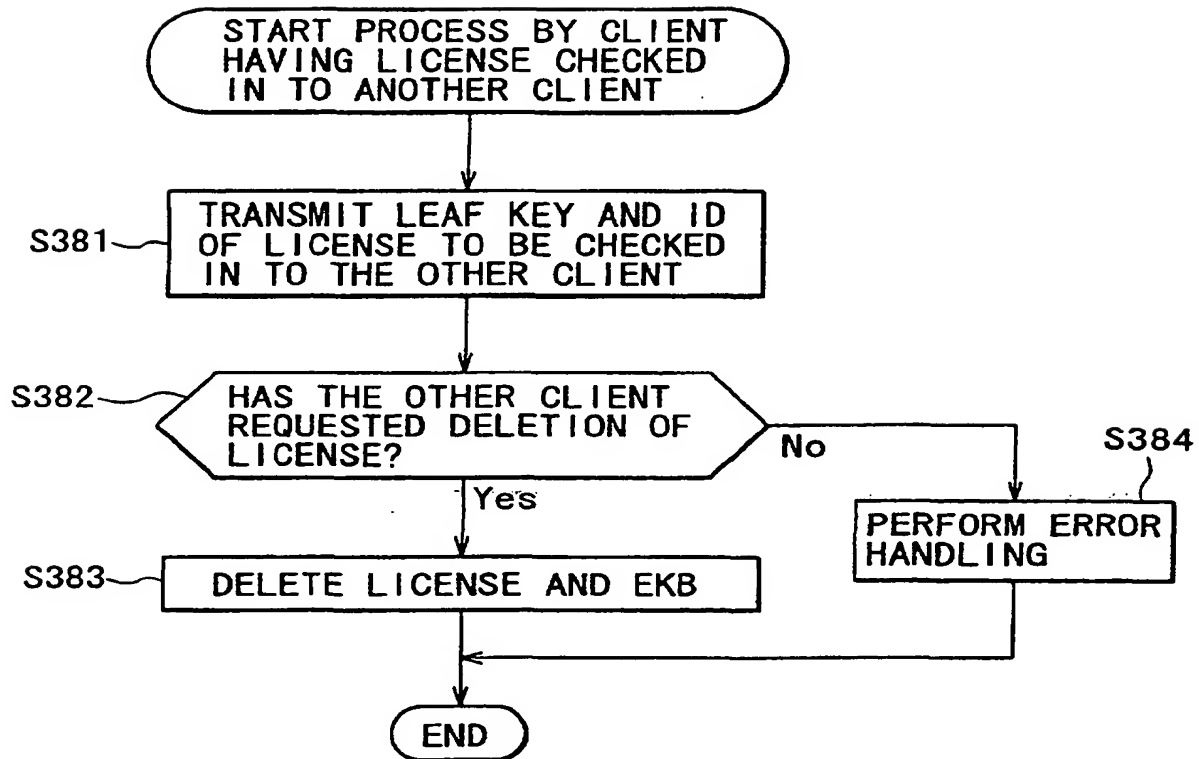 START PROCESS BY CLIENT
HAVING LICENSE CHECKED
IN TO ANOTHER CLIENT
S381
TRANSMIT LEAF KEY AND ID
OF LICENSE TO BE CHECKED
IN TO THE OTHER CLIENT
S382
HAS THE OTHER CLIENT
REQUESTED DELETION OF
LICENSE?
No
S384
Yes
PERFORM ERROR
HANDLING
S383
DELETE LICENSE AND EKB
END